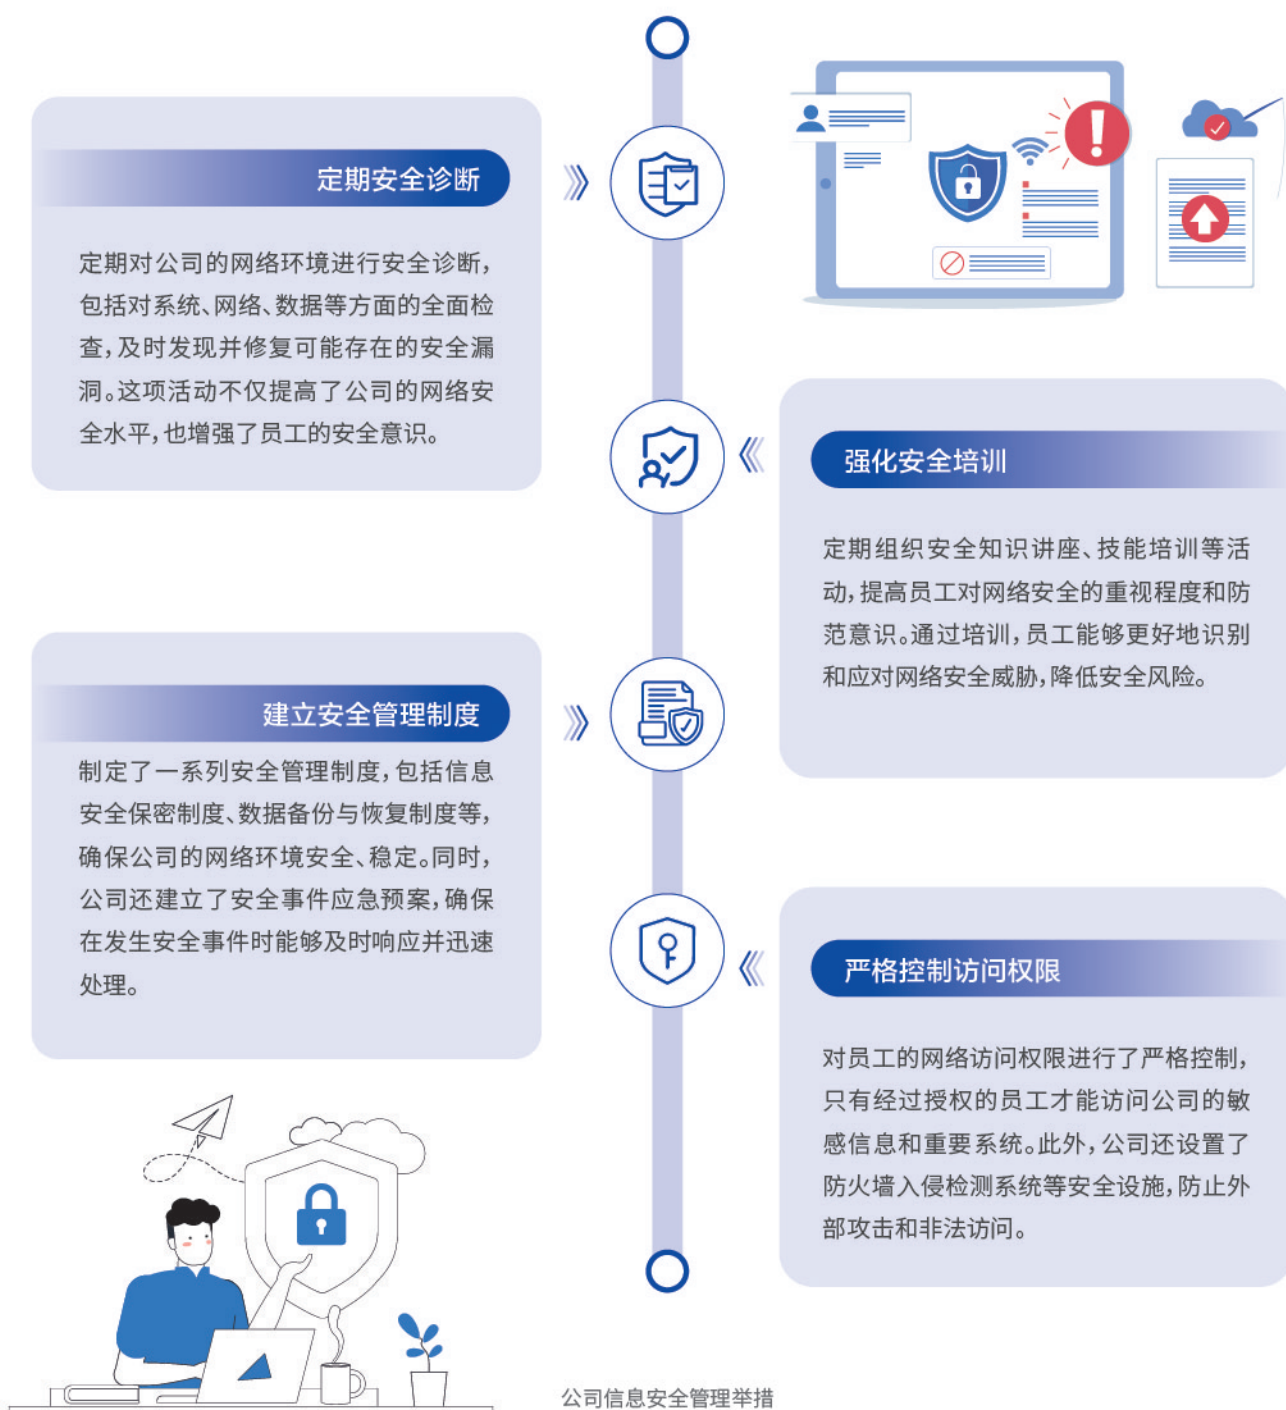 定期安全诊断
定期对公司的网络环境进行安全诊断，
包括对系统、网络、数据等方面的全面检
查，及时发现并修复可能存在的安全漏
洞。这项活动不仅提高了公司的网络安
全水平，也增强了员工的安全意识。
强化安全培训
定期组织安全知识讲座、技能培训等活
动，提高员工对网络安全的重视程度和防
范意识。通过培训，员工能够更好地识别
和应对网络安全威胁，降低安全风险。
建立安全管理制度
制定了一系列安全管理制度，包括信息
安全保密制度、数据备份与恢复制度等，
确保公司的网络环境安全、稳定。同时，
公司还建立了安全事件应急预案，确保
在发生安全事件时能够及时响应并迅速
处理。
严格控制访问权限
对员工的网络访问权限进行了严格控制，
只有经过授权的员工才能访问公司的敏
感信息和重要系统。此外，公司还设置了
防火墙入侵检测系统等安全设施，防止外
部攻击和非法访问。
公司信息安全管理举措